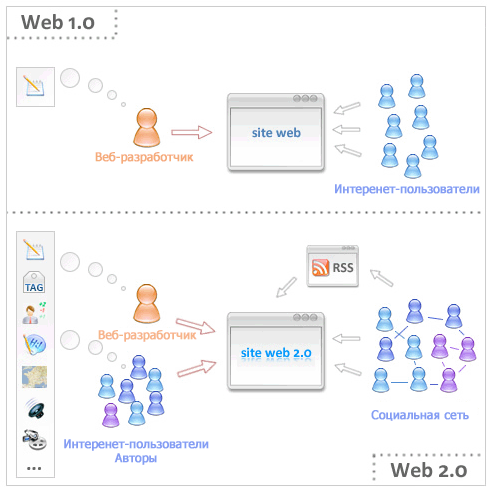 Web 1.0
Веб-разработчик
site web
Интеренет-пользователи
RSS
TAG
Веб-разработчик
site web 2.0
Интеренет-пользователи
Авторы
Социальная сеть
...
Web 2.0